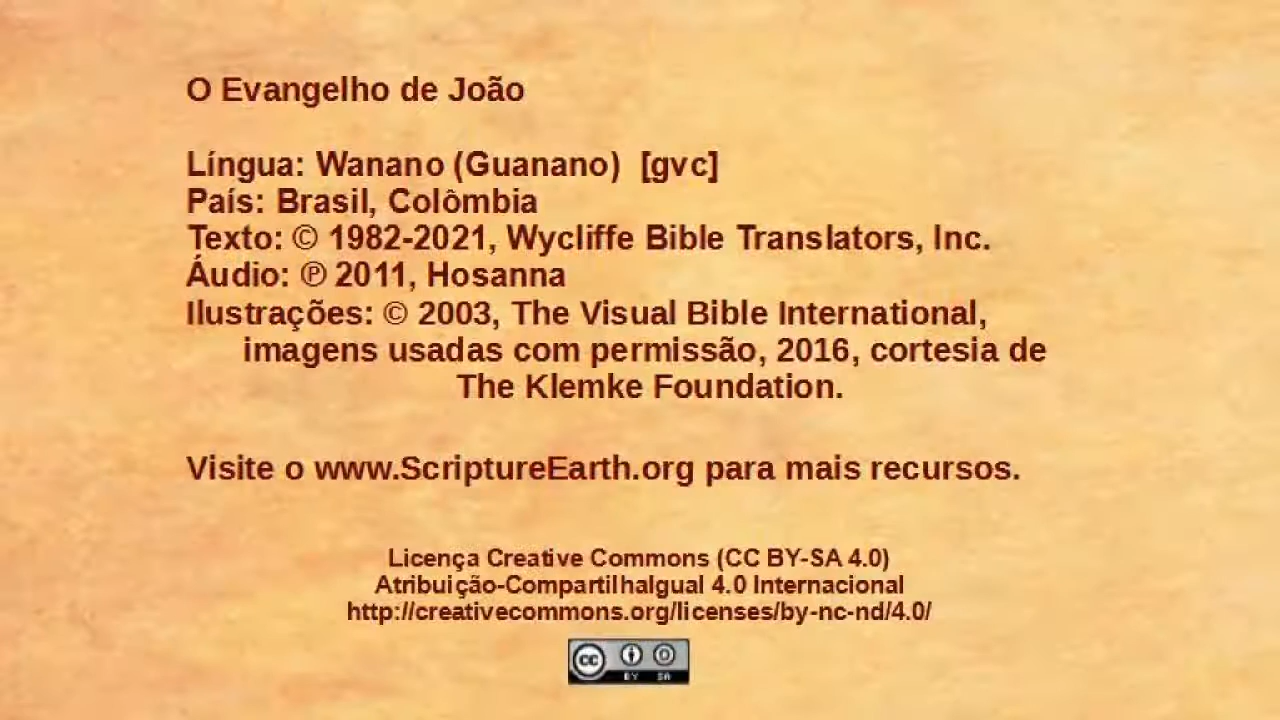 O Evangelho de João
Língua: Wanano (Guanano) [gvc]
País: Brasil, Colômbia
Texto: © 1982-2021, Wycliffe Bible Translators, Inc.
Áudio: ℗ 2011, Hosanna
Ilustrações: © 2003, The Visual Bible International,
imagens usadas com permissão, 2016, cortesia de
The Klemke Foundation.
Visite o www.ScriptureEarth.org para mais recursos.
Licença Creative Commons (CC BY-SA 4.0)
Atribuição-CompartilhaIgual 4.0 Internacional
http://creativecommons.org/licenses/by-nc-nd/4.0/
cc BY SA